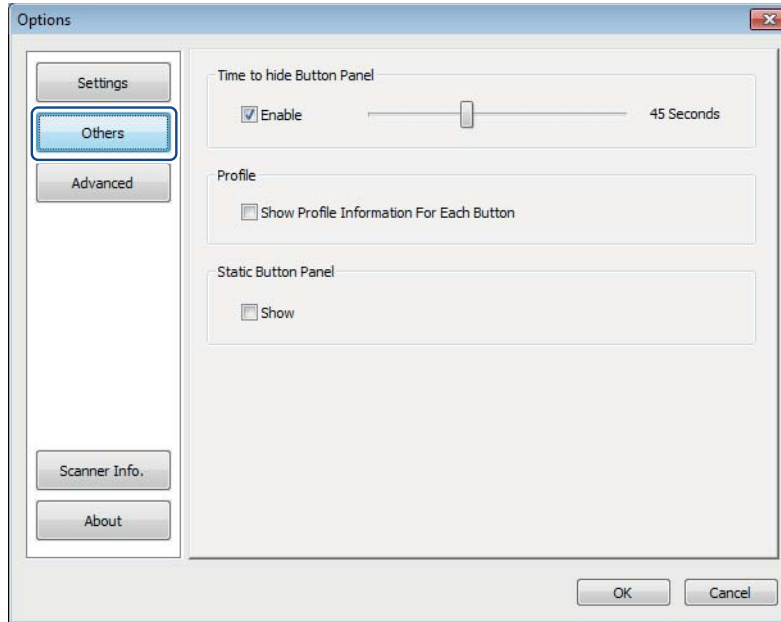 Options
Settings
Others
Advanced
Scanner Info.
About
Time to hide Button Panel
Enable 45 Seconds
Profile
Show Profile Information For Each Button
Static Button Panel
Show
OK Cancel